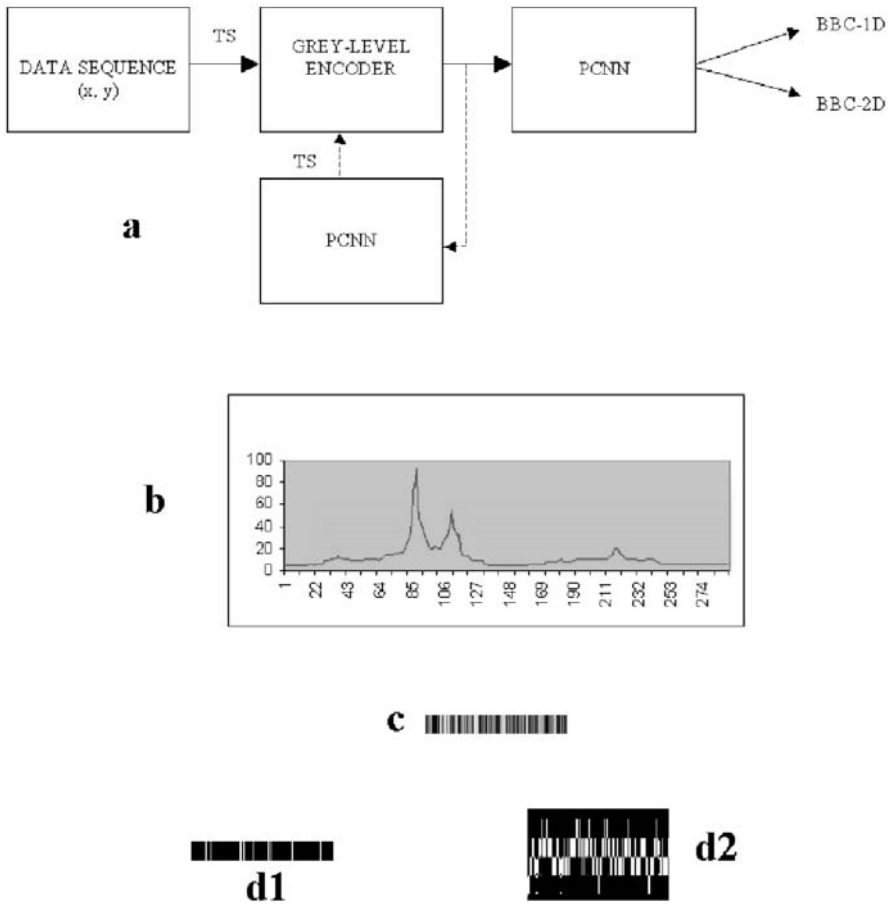 BBC-1D
TS
DATA SEQUENCE
(x, y)
GREY-LEVEL
ENCODER
PCNN
BBC-2D
TS
PCNN
a
b
100
80
60
40
20
0
1
22
43
64
85
106
127
148
169
190
211
232
253
274
c
d1
d2